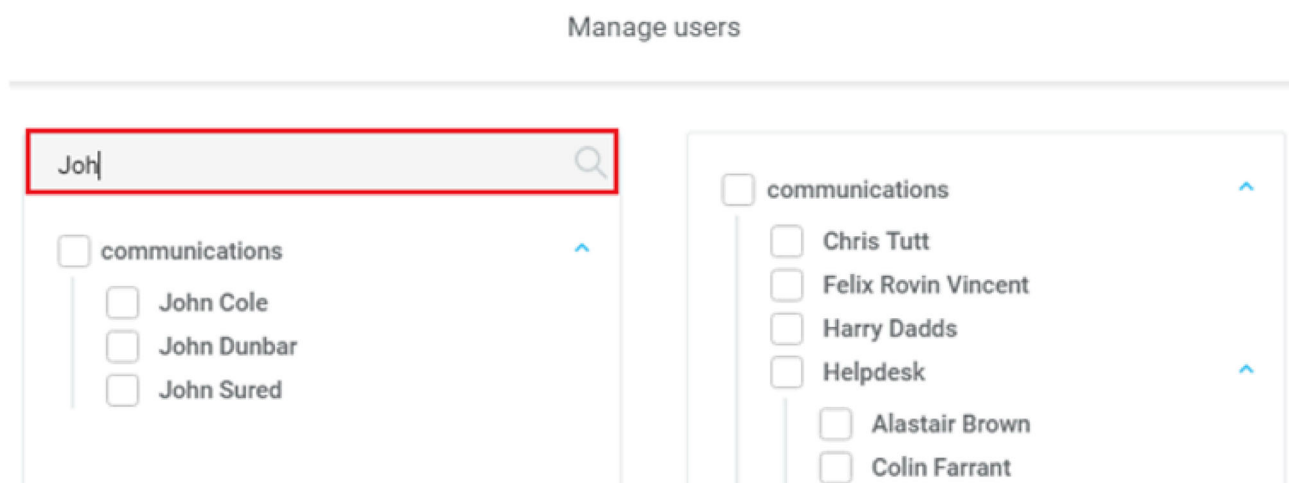 Manage users
Joh
communications
John Cole
John Dunbar
John Sured
communications
Chris Tutt
Felix Rovin Vincent
Harry Dadds
Helpdesk
Alastair Brown
Colin Farrant